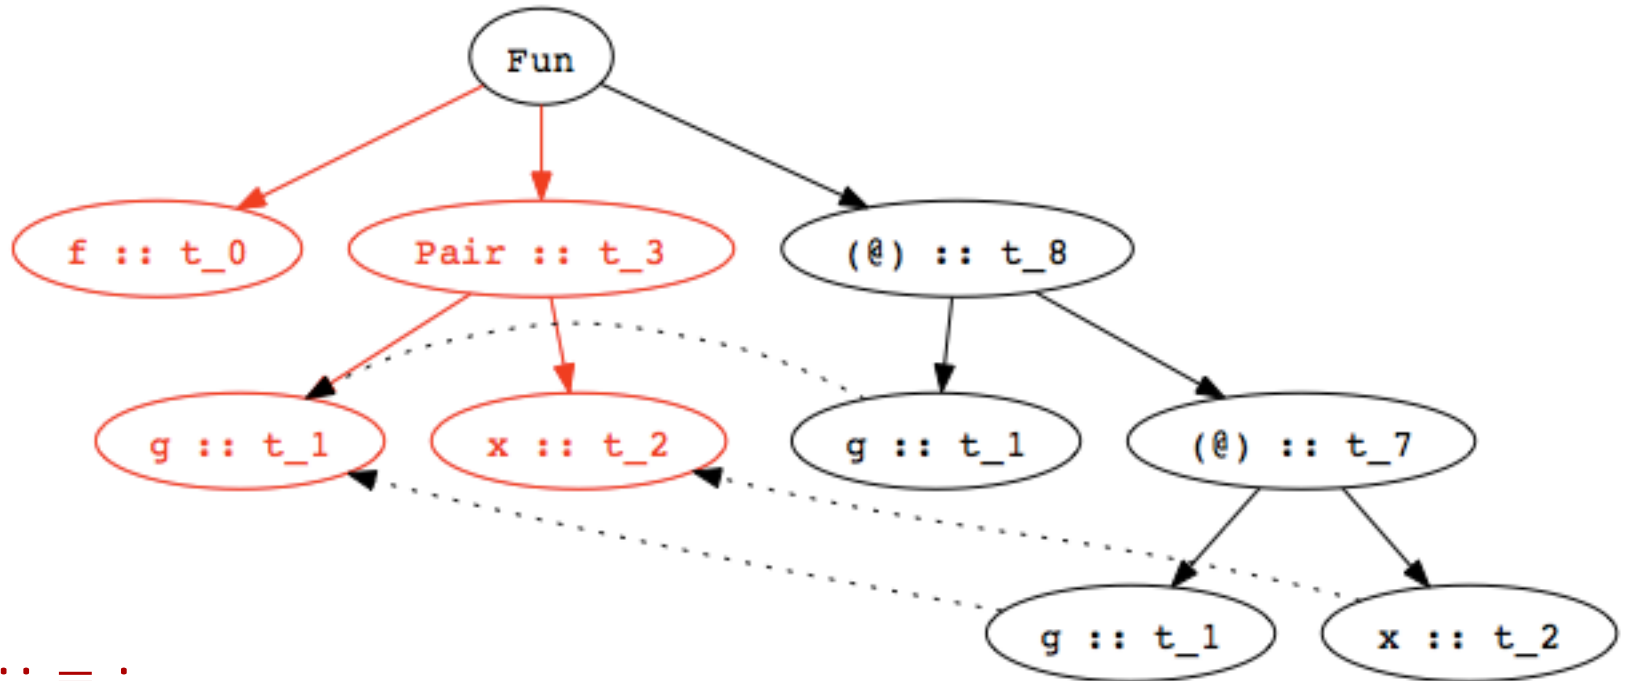 Fun
f :: t_0 Pair :: t_3 (@) :: t_8
g :: t_1 x :: t_2 g :: t_1 (@) :: t_7
g :: t_1 x :: t_2